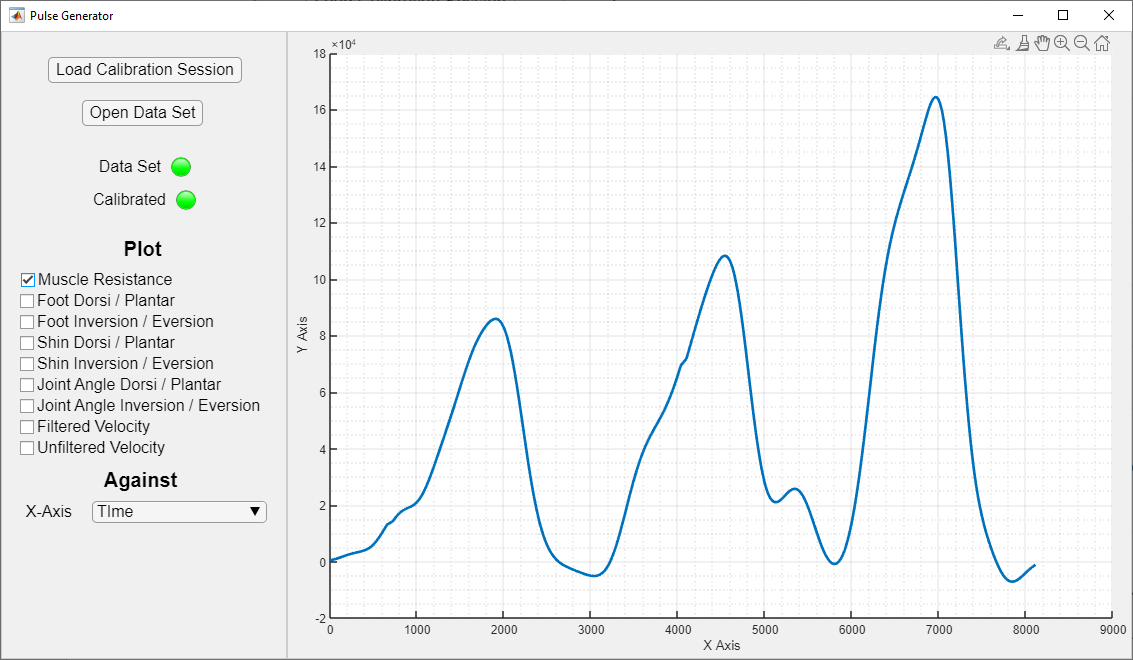 Pulse Generator
Load Calibration Session
Open Data Set
Data Set
Calibrated
Plot
Muscle Resistance
Foot Dorsi / Plantar
Foot Inversion / Eversion
Shin Dorsi / Plantar
Shin Inversion / Eversion
Joint Angle Dorsi / Plantar
Joint Angle Inversion / Eversion
Filtered Velocity
Unfiltered Velocity
Against
X-Axis TIme
×10⁴
18
16
14
12
10
8
6
4
2
0
-2
Y Axis
0 1000 2000 3000 4000 5000 6000 7000 8000 9000
X Axis